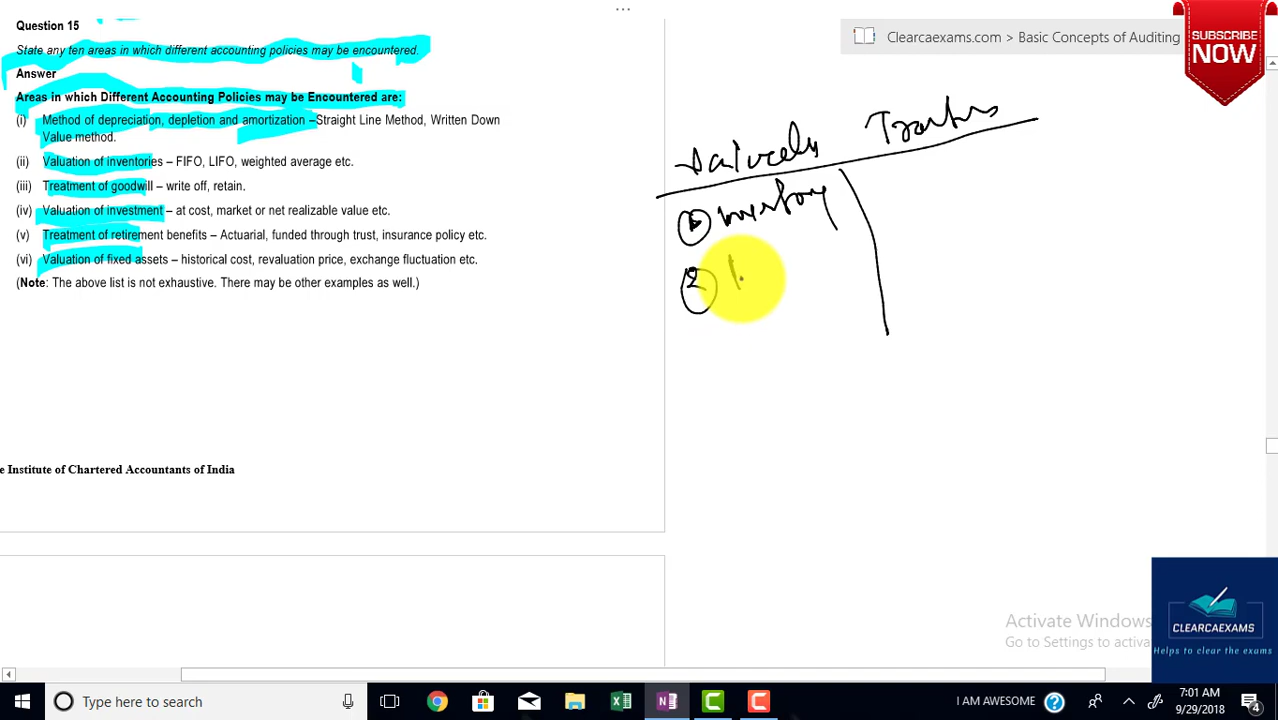 Question 15
State any ten areas in which different accounting policies may be encountered.
Answer
Areas in which Different Accounting Policies may be Encountered are:
(i) Method of depreciation, depletion and amortization –Straight Line Method, Written Down
Value method.
(ii) Valuation of inventories – FIFO, LIFO, weighted average etc.
(iii) Treatment of goodwill – write off, retain.
(iv) Valuation of investment – at cost, market or net realizable value etc.
(v) Treatment of retirement benefits – Actuarial, funded through trust, insurance policy etc.
(vi) Valuation of fixed assets – historical cost, revaluation price, exchange fluctuation etc.
(Note: The above list is not exhaustive. There may be other examples as well.)
e Institute of Chartered Accountants of India
Clearcaexams.com > Basic Concepts of Auditing
SUBSCRIBE
NOW
Inventory
2
Activate Windows
Go to Settings to activa
CLEARCAEXAMS
Helps to clear the exams
Type here to search
I AM AWESOME
7:01 AM
9/29/2018
4